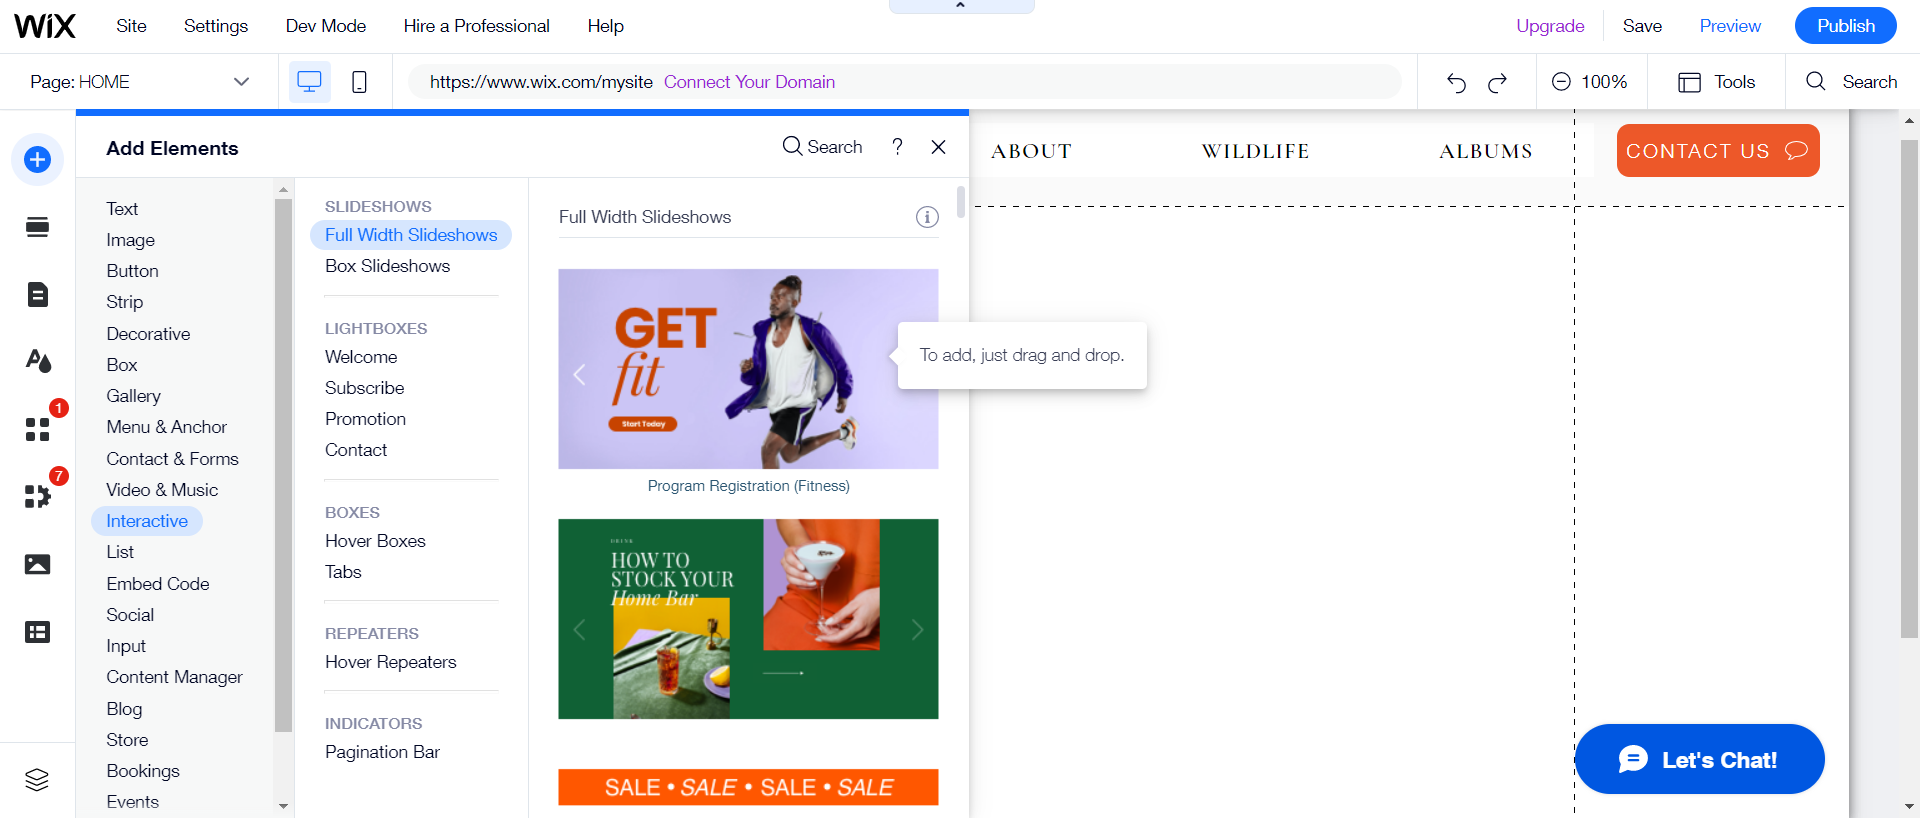 WiX Site Settings Dev Mode Hire a Professional Help Upgrade Save Preview Publish
Page: HOME https://www.wix.com/mysite Connect Your Domain 100% Tools Search
Add Elements Search ?
Text
Image
Button
Strip
Decorative
Box
Gallery
Menu & Anchor
Contact & Forms
Video & Music
Interactive
List
Embed Code
Social
Input
Content Manager
Blog
Store
Bookings
Events
1
7
SLIDESHOWS
Full Width Slideshows
Box Slideshows
LIGHTBOXES
Welcome
Subscribe
Promotion
Contact
BOXES
Hover Boxes
Tabs
REPEATERS
Hover Repeaters
INDICATORS
Pagination Bar
Full Width Slideshows
GET
fit
Start Today
Program Registration (Fitness)
DRINK
HOW TO
STOCK YOUR
Home Bar
SALE • SALE • SALE • SALE
To add, just drag and drop.
ABOUT WILDLIFE ALBUMS CONTACT US
Let's Chat!